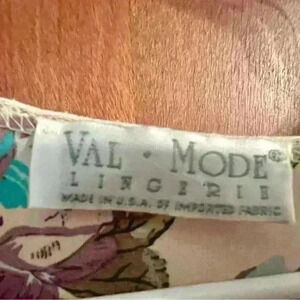 VAL · MODE®
LINGERIE
MADE IN U.S.A. OF IMPORTED FABRIC